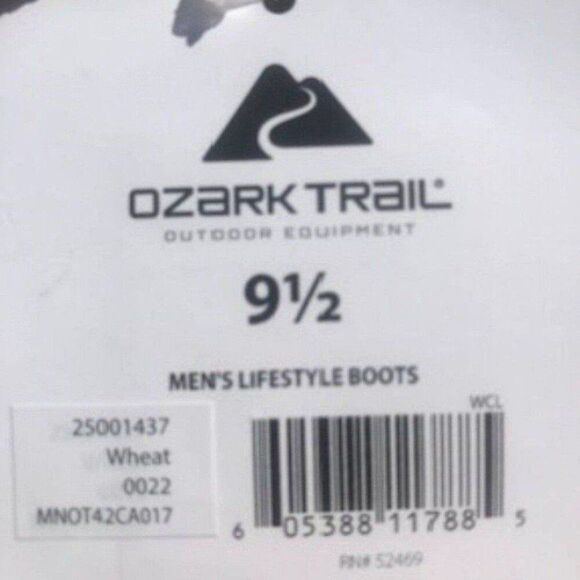 OZARK TRAIL®
OUTDOOR EQUIPMENT
9½
MEN'S LIFESTYLE BOOTS
WCL
25001437
Wheat
0022
MNOT42CA017
6 05388 11788 5
RN# 52469